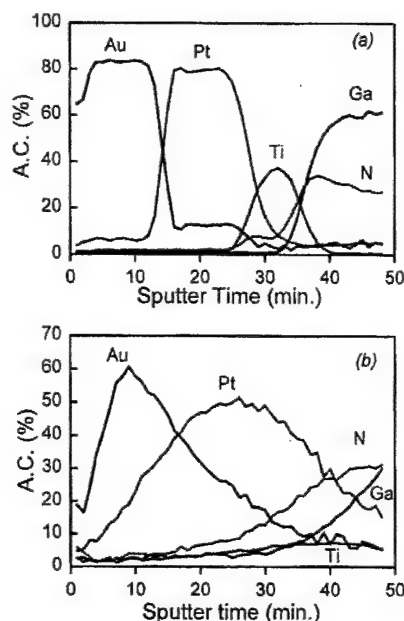 (a)
Au
Pt
Ga
Ti
N
A.C. (%)
100
80
60
40
20
0
0 10 20 30 40 50
Sputter Time (min.)
(b)
Au
Pt
N
Ga
Ti
A.C. (%)
70
60
50
40
30
20
10
0
0 10 20 30 40 50
Sputter time (min.)